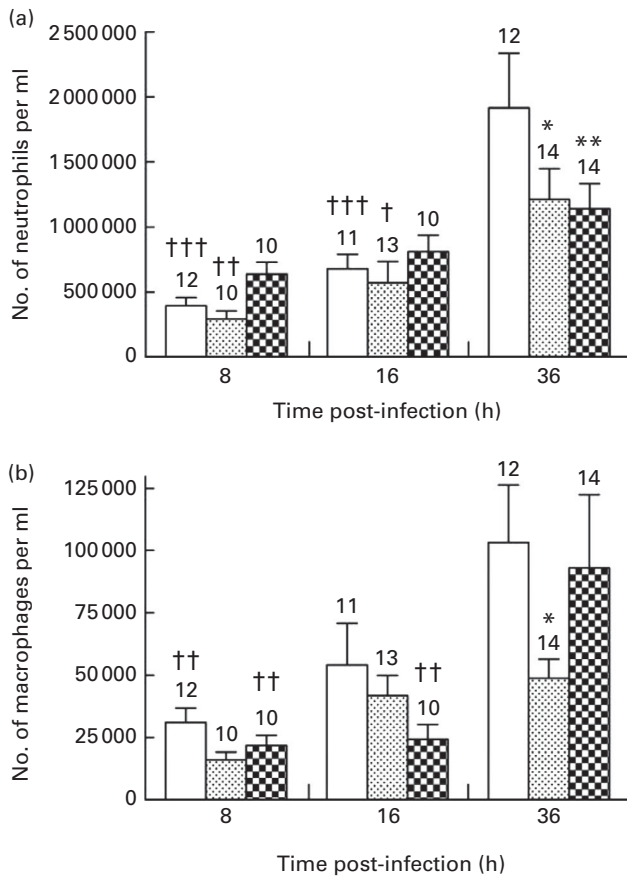 (a)
No. of neutrophils per ml
2 500 000
2 000 000
1 500 000
1 000 000
500 000
0
††† †† 
12 10 10
††† †
11 13 10
12
* **
14 14
8 16 36
Time post-infection (h)
(b)
No. of macrophages per ml
125 000
100 000
75 000
50 000
25 000
0
†† ††
12 10 10
11
††
13 10
12 14
*
14
8 16 36
Time post-infection (h)